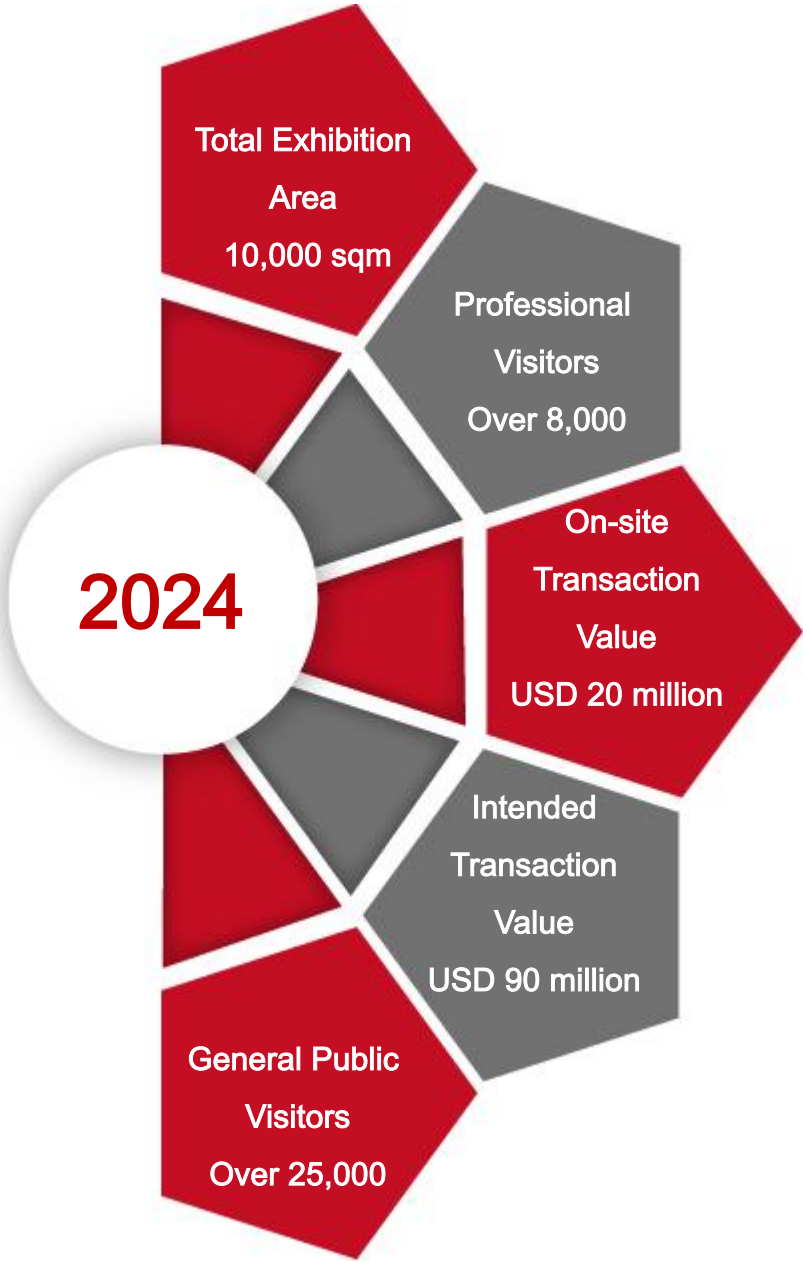 Total Exhibition
Area
10,000 sqm
Professional
Visitors
Over 8,000
On-site
Transaction
Value
USD 20 million
2024
Intended
Transaction
Value
USD 90 million
General Public
Visitors
Over 25,000